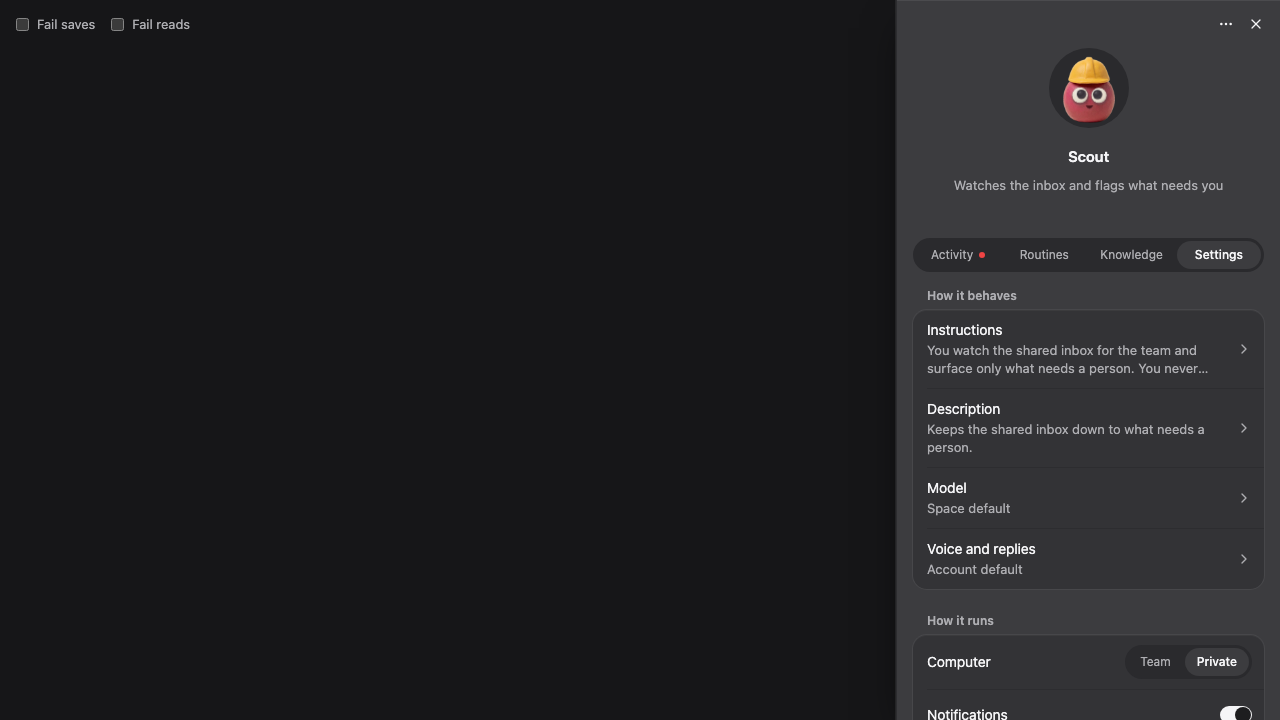 Fail saves
Fail reads
Scout
Watches the inbox and flags what needs you
Activity
Routines
Knowledge
Settings
How it behaves
Instructions
You watch the shared inbox for the team and
surface only what needs a person. You never…
Description
Keeps the shared inbox down to what needs a
person.
Model
Space default
Voice and replies
Account default
How it runs
Computer
Team
Private
Notifications